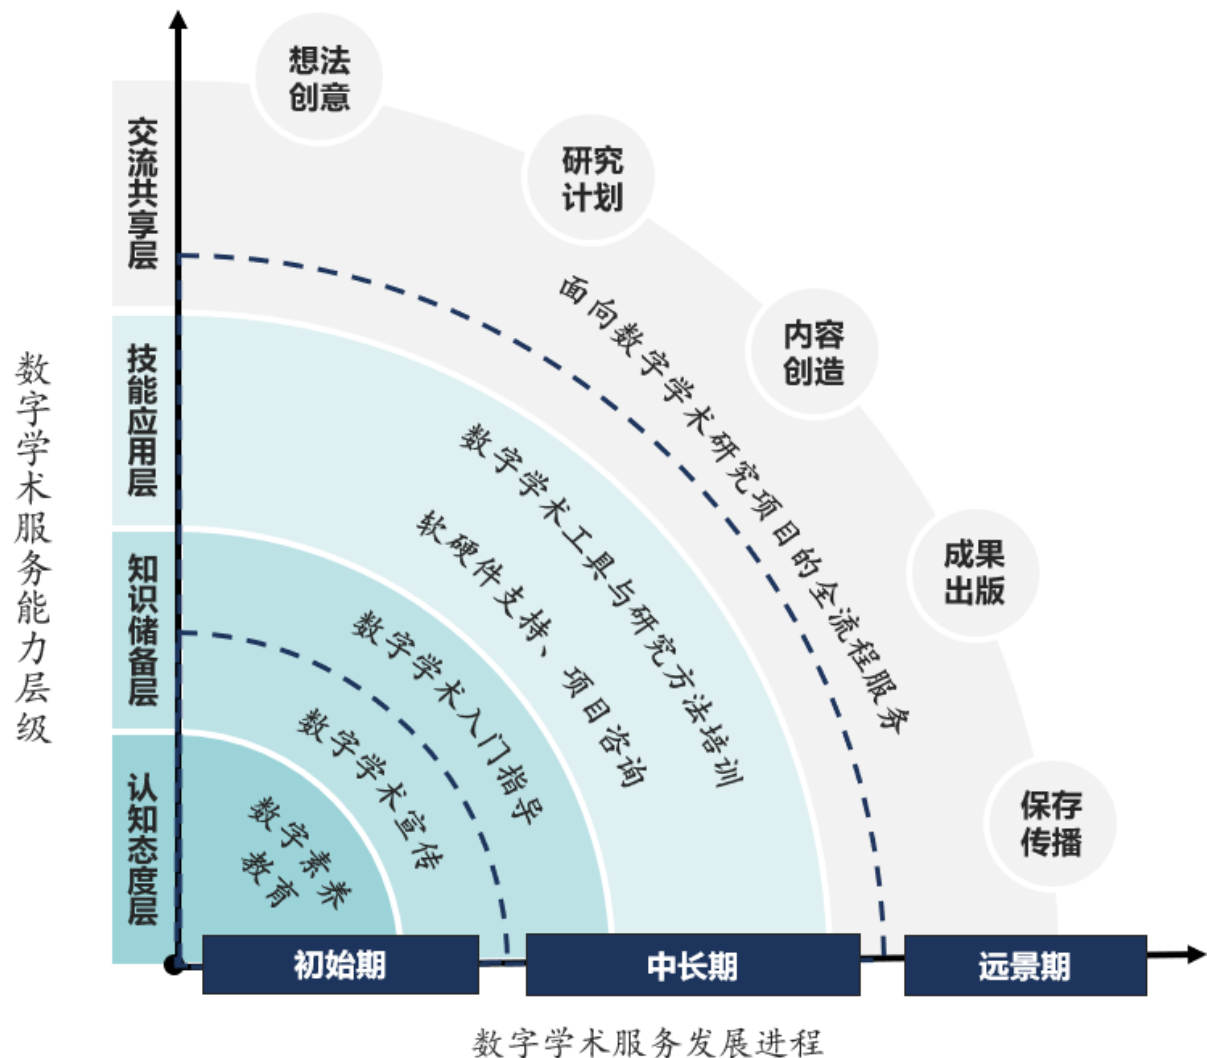 想法
创意
研究
计划
内容
创造
成果
出版
保存
传播
交流共享层
技能应用层
知识储备层
认知态度层
数字学术服务能力层级
面向数字学术研究项目的全流程服务
数字学术工具与研究方法培训
软硬件支持、项目咨询
数字学术入门指导
数字学术宣传
数字素养
教育
初始期
中长期
远景期
数字学术服务发展进程